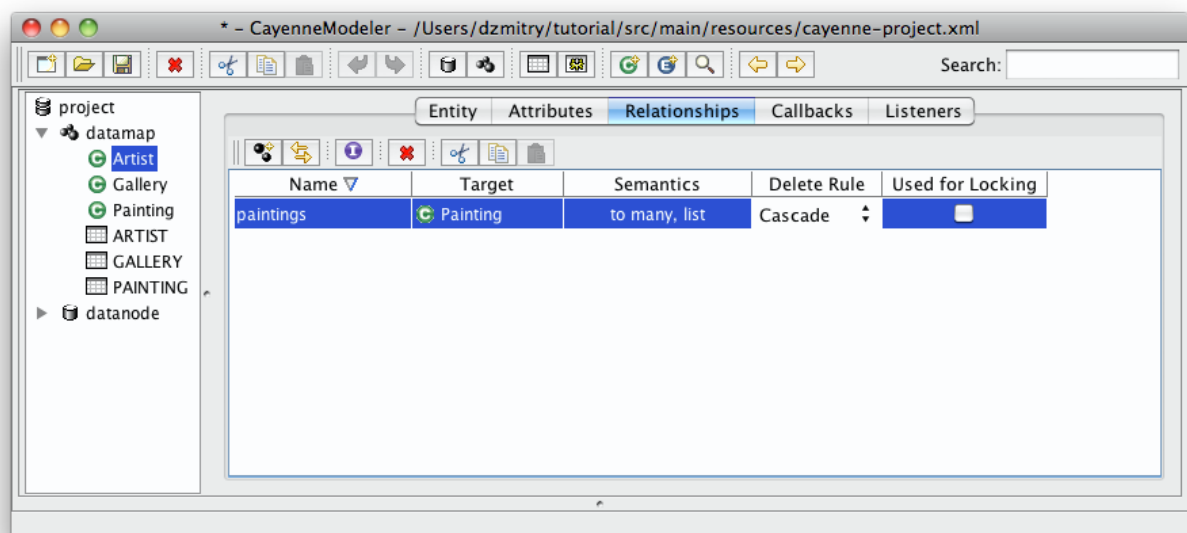 * – CayenneModeler – /Users/dzmitry/tutorial/src/main/resources/cayenne-project.xml
Search:
project
datamap
Artist
Gallery
Painting
ARTIST
GALLERY
PAINTING
datanode
Entity Attributes Relationships Callbacks Listeners
Name Target Semantics Delete Rule Used for Locking
paintings Painting to many, list Cascade